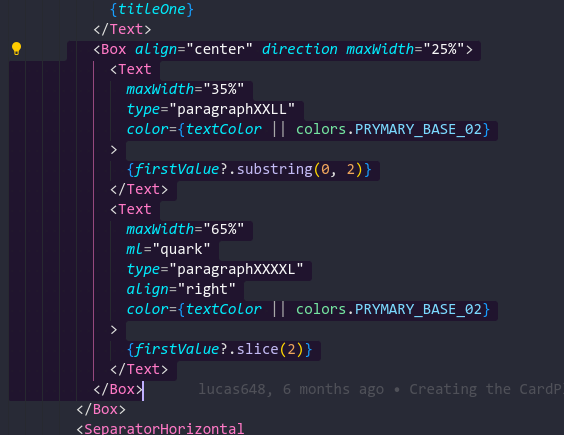 {titleOne}
</Text>
<Box align="center" direction maxWidth="25%">
<Text
maxWidth="35%"
type="paragraphXXLL"
color={textColor || colors.PRYMARY_BASE_02}
>
{firstValue?.substring(0, 2)}
</Text>
<Text
maxWidth="65%"
ml="quark"
type="paragraphXXXXL"
align="right"
color={textColor || colors.PRYMARY_BASE_02}
>
{firstValue?.slice(2)}
</Text>
</Box> lucas648, 6 months ago • Creating the CardP
</Box>
<SeparatorHorizontal